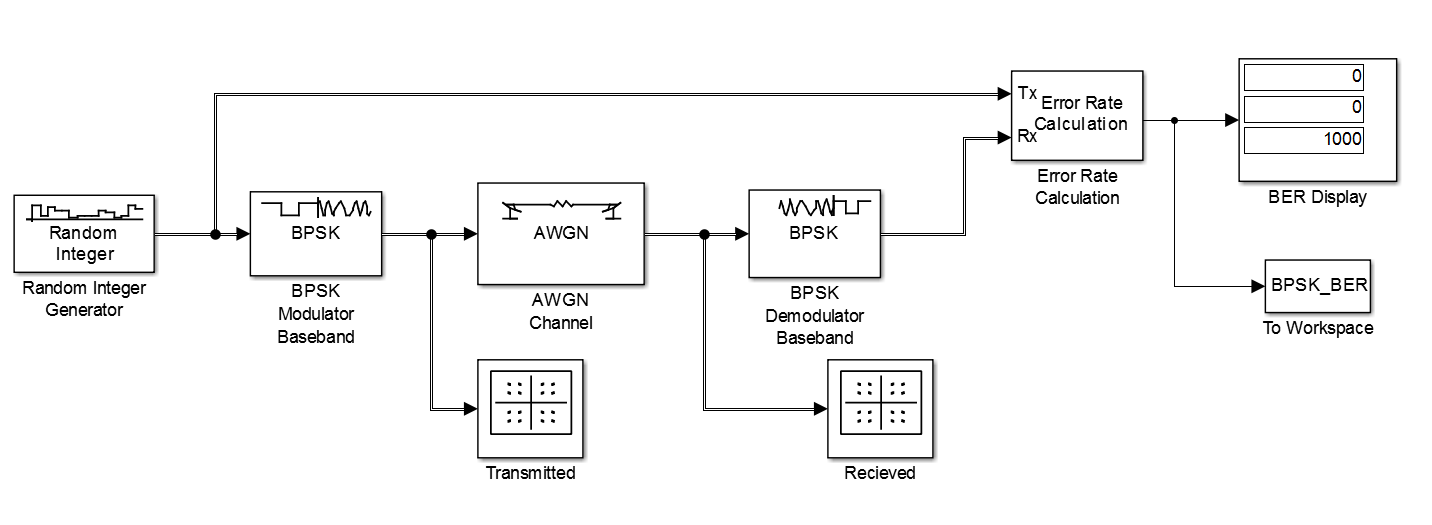 Tx
Error Rate
Calculation
Rx
Error Rate
Calculation
0
0
1000
BER Display
Random
Integer
Random Integer
Generator
BPSK
BPSK
Modulator
Baseband
AWGN
AWGN
Channel
BPSK
BPSK
Demodulator
Baseband
BPSK_BER
To Workspace
Transmitted
Recieved